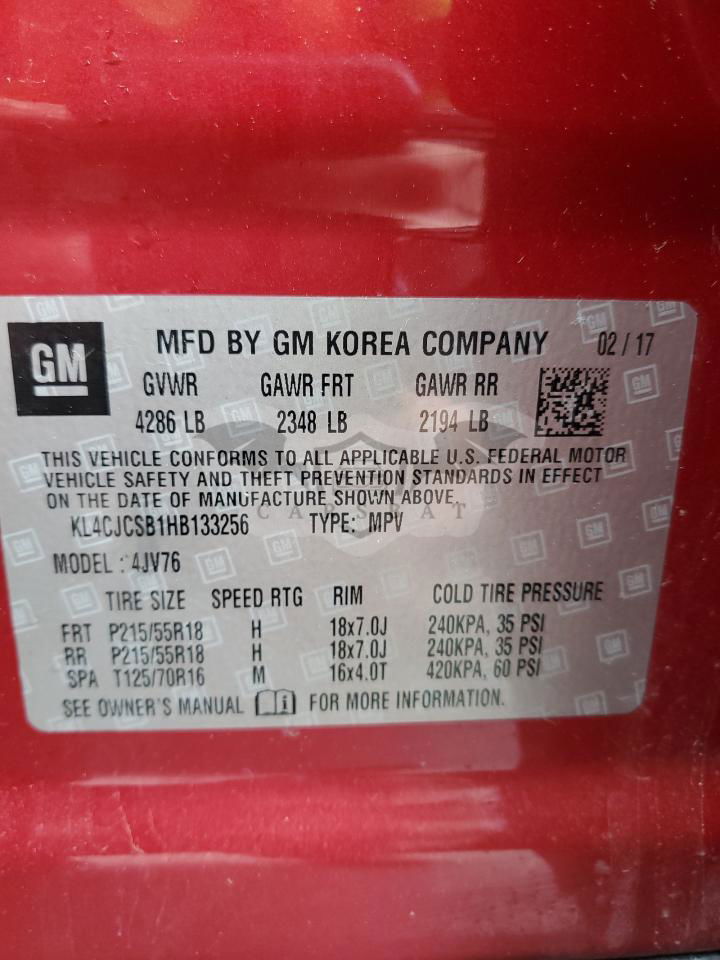 GM
MFD BY GM KOREA COMPANY 02/17
GVWR GAWR FRT GAWR RR
4286 LB 2348 LB 2194 LB
THIS VEHICLE CONFORMS TO ALL APPLICABLE U.S. FEDERAL MOTOR
VEHICLE SAFETY AND THEFT PREVENTION STANDARDS IN EFFECT
ON THE DATE OF MANUFACTURE SHOWN ABOVE.
KL4CJCSB1HB133256 TYPE: MPV
MODEL: 4JV76
TIRE SIZE SPEED RTG RIM COLD TIRE PRESSURE
FRT P215/55R18 H 18x7.0J 240KPA, 35 PSI
RR P215/55R18 H 18x7.0J 240KPA, 35 PSI
SPA T125/70R16 M 16x4.0T 420KPA, 60 PSI
SEE OWNER'S MANUAL i FOR MORE INFORMATION.